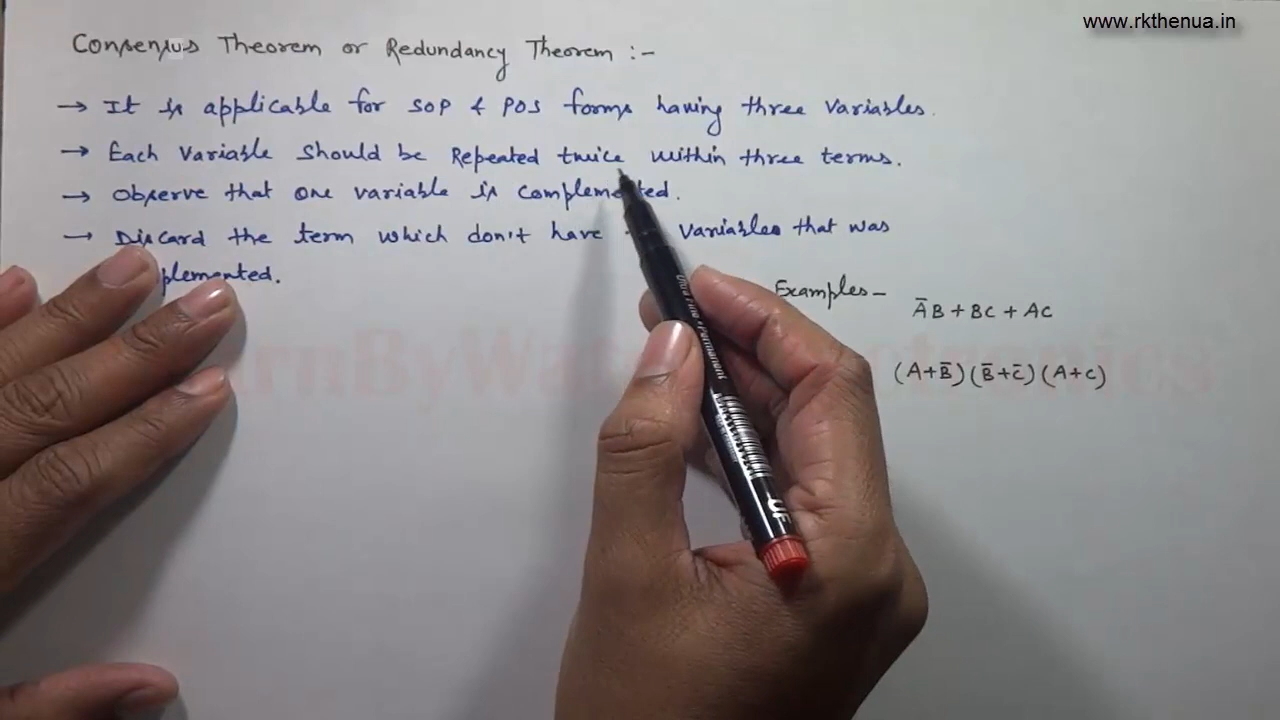 www.rkthenua.in
Consensus Theorem or Redundancy Theorem :-
→ It is applicable for SOP & POS forms having three variables.
→ Each variable should be Repeated twice within three terms.
→ Observe that one variable is complemented.
→ Discard the term which don't have variables that was
plemented.
Examples-
A̅B + BC + AC
(A+B̅)(B̅+C̅)(A+C)